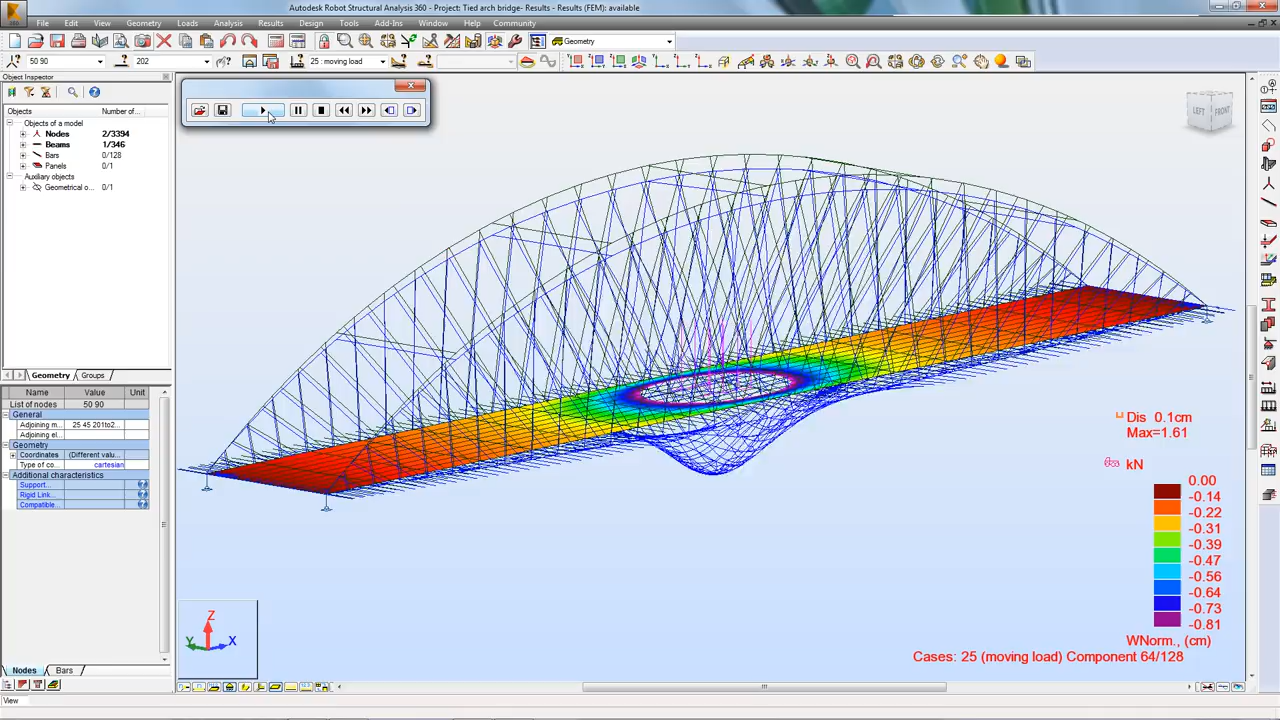 Autodesk Robot Structural Analysis 360 - Project: Tied arch bridge- Results - Results (FEM): available
File Edit View Geometry Loads Analysis Results Design Tools Add-Ins Window Help Community
Geometry
50 90 202 25 : moving load
Object Inspector
Objects Number of...
Objects of a model
Nodes 2/3394
Beams 1/346
Bars 0/128
Panels 0/1
Auxiliary objects
Geometrical o... 0/1
LEFT FRONT
Geometry Groups
Name Value Unit
List of nodes 50 90
General
Adjoining m... 25 45 201to2...
Adjoining el...
Geometry
Coordinates (Different valu...
Type of co... cartesian
Additional characteristics
Support...
Rigid Link...
Compatible...
Dis 0.1cm
Max=1.61
kN
0.00
-0.14
-0.22
-0.31
-0.39
-0.47
-0.56
-0.64
-0.73
-0.81
WNorm., (cm)
Cases: 25 (moving load) Component 64/128
Z
Y X
Nodes Bars
View